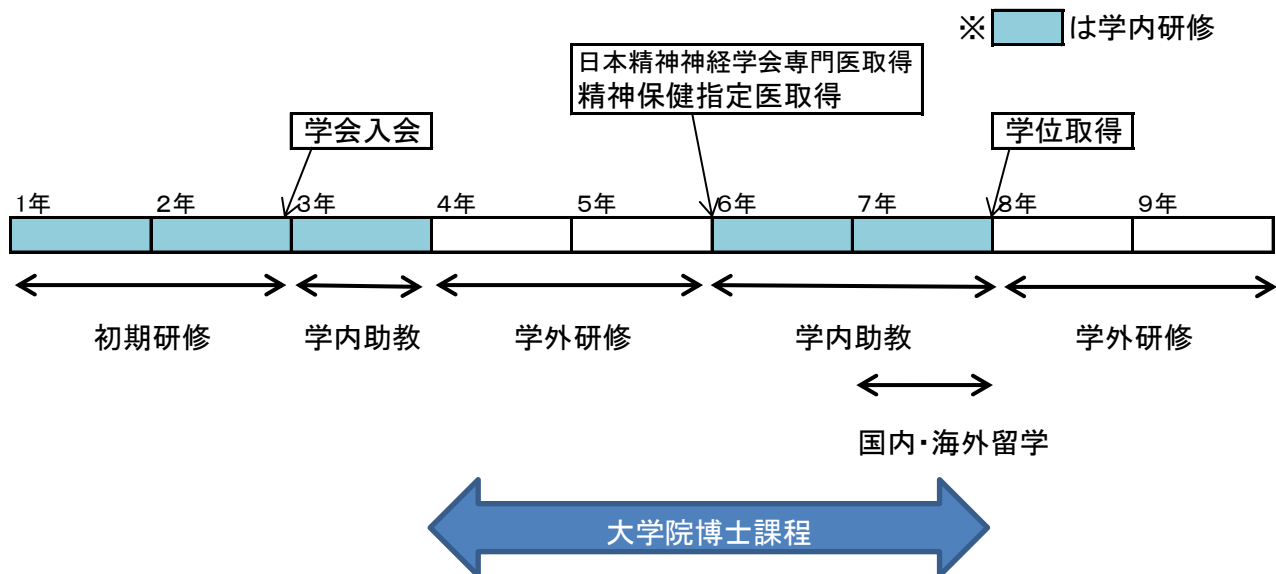 ※ は学内研修
日本精神神経学会専門医取得
精神保健指定医取得
学会入会
学位取得
1年 2年 3年 4年 5年 6年 7年 8年 9年
初期研修 学内助教 学外研修 学内助教 学外研修
国内・海外留学
大学院博士課程